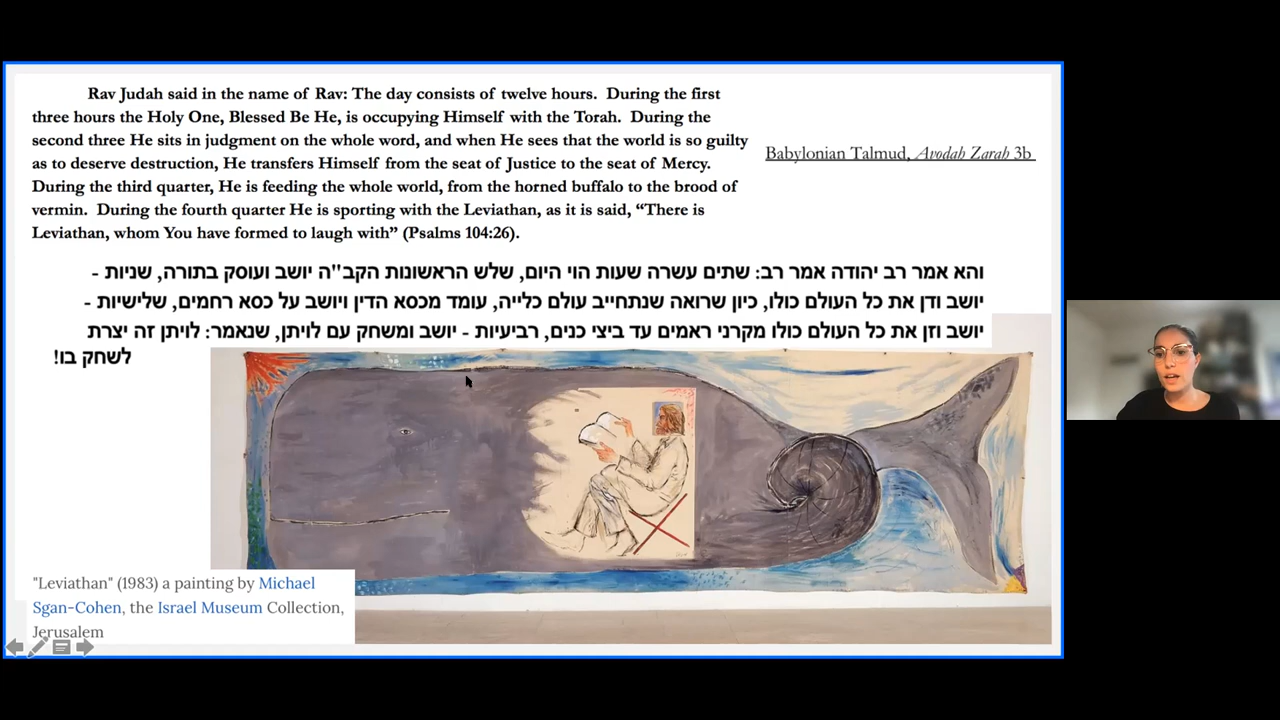 Rav Judah said in the name of Rav: The day consists of twelve hours.  During the first
three hours the Holy One, Blessed Be He, is occupying Himself with the Torah.  During the
second three He sits in judgment on the whole word, and when He sees that the world is so guilty
as to deserve destruction, He transfers Himself from the seat of Justice to the seat of Mercy.
During the third quarter, He is feeding the whole world, from the horned buffalo to the brood of
vermin.  During the fourth quarter He is sporting with the Leviathan, as it is said, “There is
Leviathan, whom You have formed to laugh with” (Psalms 104:26).
Babylonian Talmud, Avodah Zarah 3b
והא אמר רב יהודה אמר רב: שתים עשרה שעות הוי היום, שלש הראשונות הקב"ה יושב ועוסק בתורה, שניות -
יושב ודן את כל העולם כולו, כיון שרואה שנתחייב עולם כלייה, עומד מכסא הדין ויושב על כסא רחמים, שלישיות -
יושב וזן את כל העולם כולו מקרני ראמים עד ביצי כנים, רביעיות - יושב ומשחק עם לויתן, שנאמר: לויתן זה יצרת
לשחק בו!
"Leviathan" (1983) a painting by Michael
Sgan-Cohen, the Israel Museum Collection,
Jerusalem